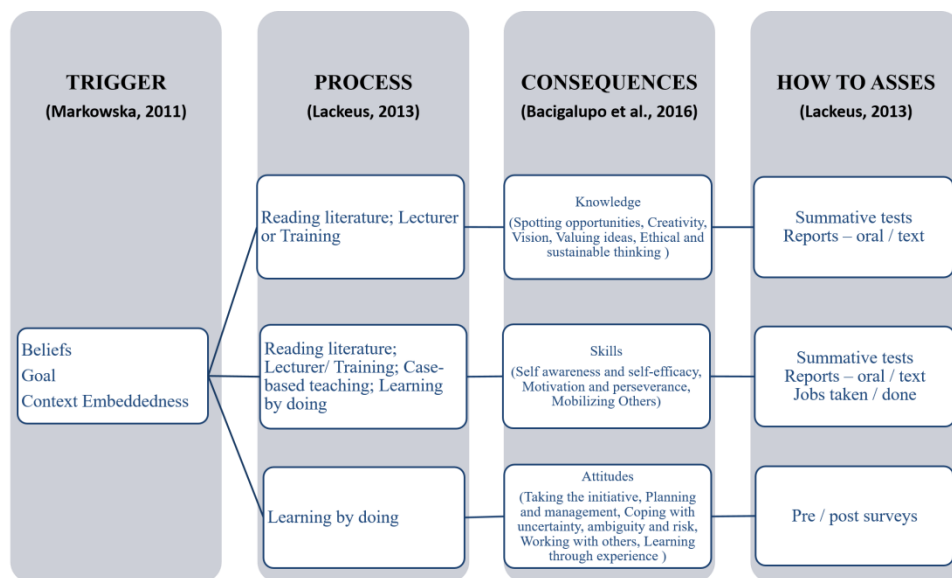 TRIGGER
(Markowska, 2011)
PROCESS
(Lackeus, 2013)
CONSEQUENCES
(Bacigalupo et al., 2016)
HOW TO ASSES
(Lackeus, 2013)
Beliefs
Goal
Context Embeddedness
Reading literature; Lecturer
or Training
Knowledge
(Spotting opportunities, Creativity,
Vision, Valuing ideas, Ethical and
sustainable thinking )
Summative tests
Reports – oral / text
Reading literature;
Lecturer/ Training; Case-
based teaching; Learning
by doing
Skills
(Self awareness and self-efficacy,
Motivation and perseverance,
Mobilizing Others)
Summative tests
Reports – oral / text
Jobs taken / done
Learning by doing
Attitudes
(Taking the initiative, Planning
and management, Coping with
uncertainty, ambiguity and risk,
Working with others, Learning
through experience )
Pre / post surveys